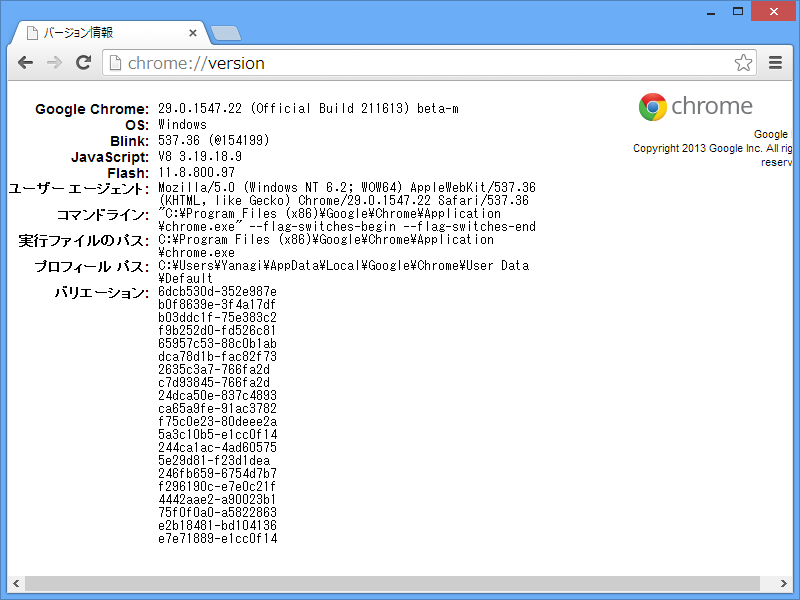 バージョン情報
chrome://version
Google Chrome: 29.0.1547.22 (Official Build 211613) beta-m
OS: Windows
Blink: 537.36 (@154199)
JavaScript: V8 3.19.18.9
Flash: 11.8.800.97
ユーザー エージェント: Mozilla/5.0 (Windows NT 6.2; WOW64) AppleWebKit/537.36
(KHTML, like Gecko) Chrome/29.0.1547.22 Safari/537.36
コマンドライン: "C:¥Program Files (x86)¥Google¥Chrome¥Application
¥chrome.exe" --flag-switches-begin --flag-switches-end
実行ファイルのパス: C:¥Program Files (x86)¥Google¥Chrome¥Application
¥chrome.exe
プロフィール パス: C:¥Users¥Yanagi¥AppData¥Local¥Google¥Chrome¥User Data
¥Default
バリエーション: 6dcb530d-352e987e
b0f8639e-3f4a17df
b03ddc1f-75e383c2
f9b252d0-fd526c81
65957c53-88c0b1ab
dca78d1b-fac82f73
2635c3a7-766fa2d
c7d93845-766fa2d
24dca50e-837c4893
ca65a9fe-91ac3782
f75c0e23-80deee2a
5a3c10b5-e1cc0f14
244ca1ac-4ad60575
5e29d81-f23d1dea
246fb659-6754d7b7
f296190c-e7e0c21f
4442aae2-a90023b1
75f0f0a0-a5822863
e2b18481-bd104136
e7e71889-e1cc0f14
chrome
Google
Copyright 2013 Google Inc. All rig
reserv